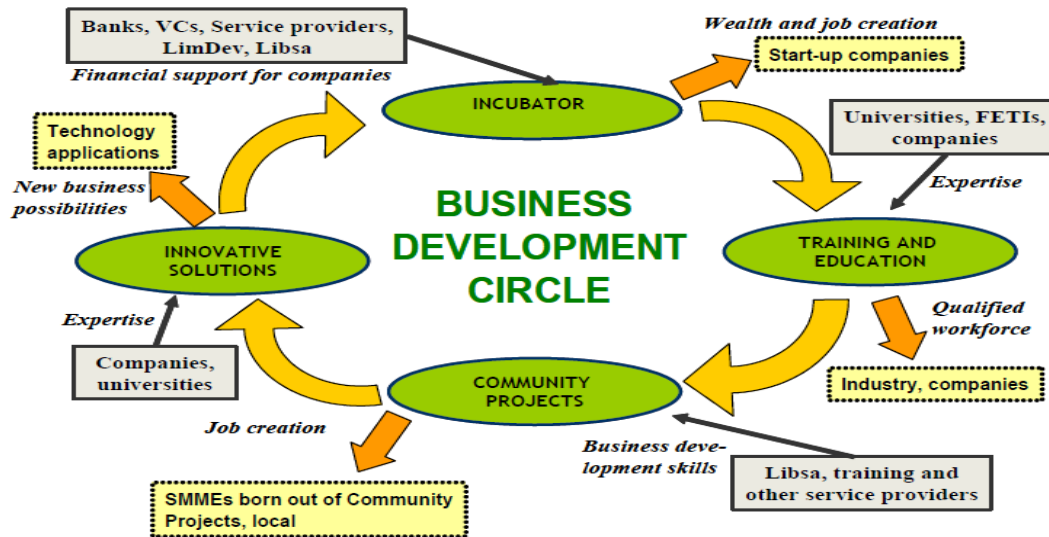 Banks, VCs, Service providers,
LimDev, Libsa
Financial support for companies
Wealth and job creation
Start-up companies
INCUBATOR
Universities, FETIs,
companies
Expertise
Technology
applications
New business
possibilities
BUSINESS
DEVELOPMENT
CIRCLE
INNOVATIVE
SOLUTIONS
TRAINING AND
EDUCATION
Expertise
Companies,
universities
Qualified
workforce
Industry, companies
COMMUNITY
PROJECTS
Job creation
Business deve-
lopment skills
Libsa, training and
other service providers
SMMEs born out of Community
Projects, local